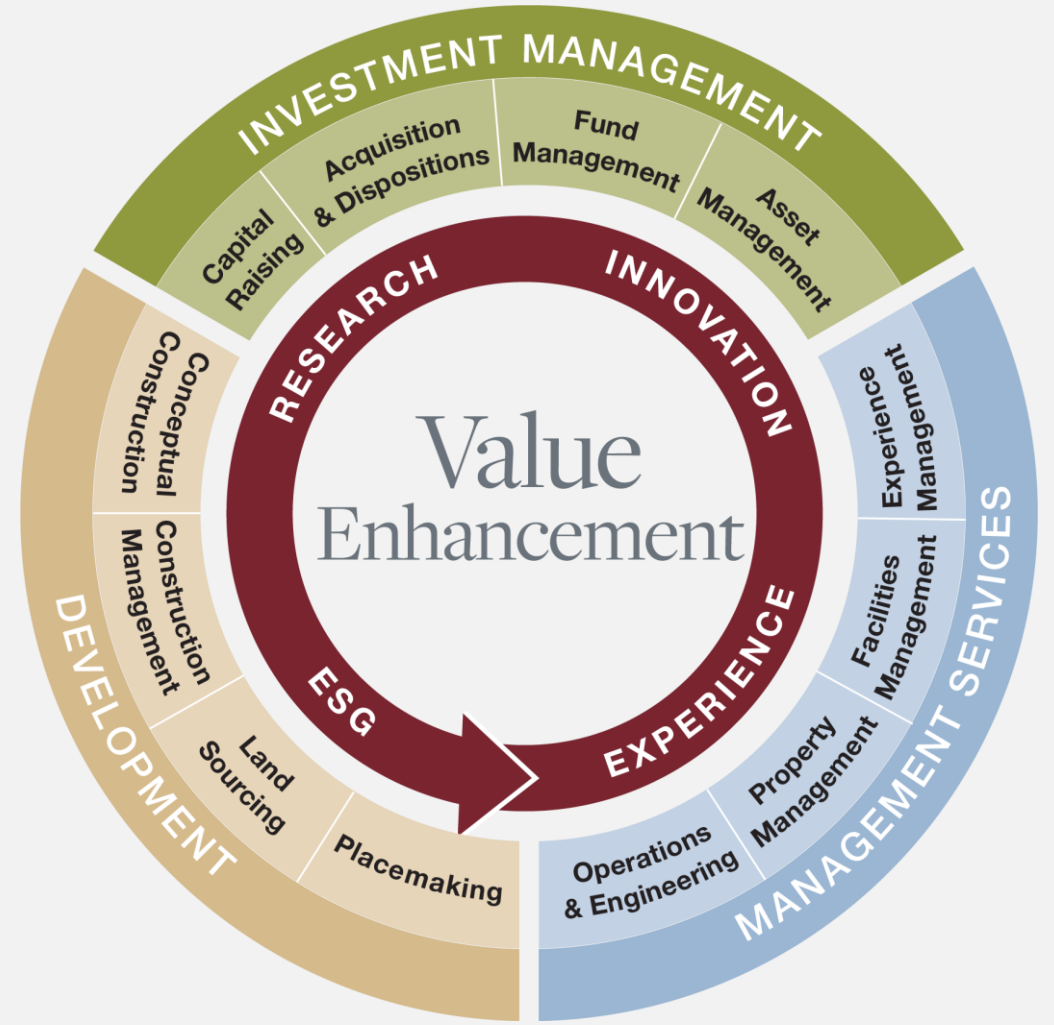 INVESTMENT MANAGEMENT
Capital
Raising
Acquisition
& Dispositions
Fund
Management
Asset
Management
MANAGEMENT SERVICES
Experience
Management
Facilities
Management
Property
Management
Operations
& Engineering
DEVELOPMENT
Conceptual
Construction
Construction
Management
Land
Sourcing
Placemaking
RESEARCH
INNOVATION
EXPERIENCE
ESG
Value
Enhancement